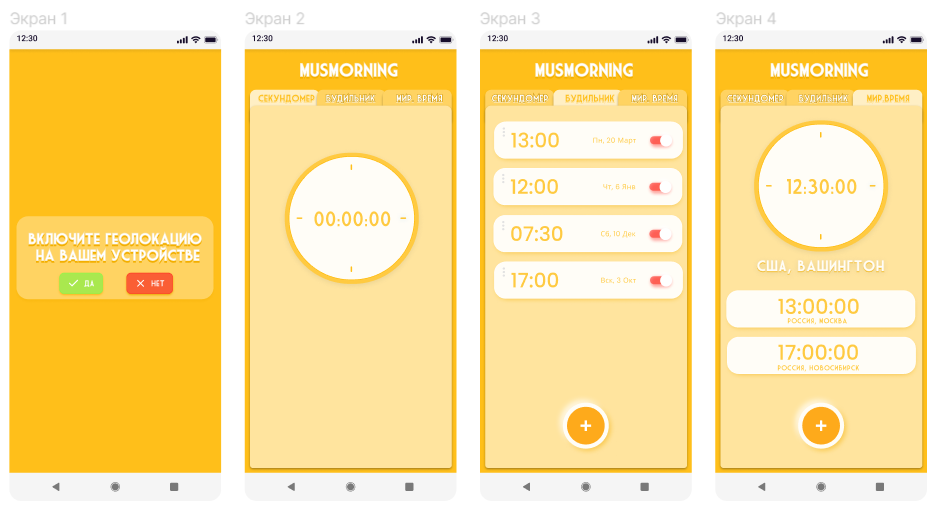 Экран 1
12:30
ВКЛЮЧИТЕ ГЕОЛОКАЦИЮ
НА ВАШЕМ УСТРОЙСТВЕ
ДА
НЕТ
Экран 2
12:30
MUSMORNING
СЕКУНДОМЕР БУДИЛЬНИК МИР. ВРЕМЯ
00:00:00
Экран 3
12:30
MUSMORNING
СЕКУНДОМЕР БУДИЛЬНИК МИР. ВРЕМЯ
13:00 Пн, 20 Март
12:00 Чт, 6 Янв
07:30 Сб, 10 Дек
17:00 Вск, 3 Окт
+
Экран 4
12:30
MUSMORNING
СЕКУНДОМЕР БУДИЛЬНИК МИР.ВРЕМЯ
12:30:00
США, ВАШИНГТОН
13:00:00
РОССИЯ, МОСКВА
17:00:00
РОССИЯ, НОВОСИБИРСК
+